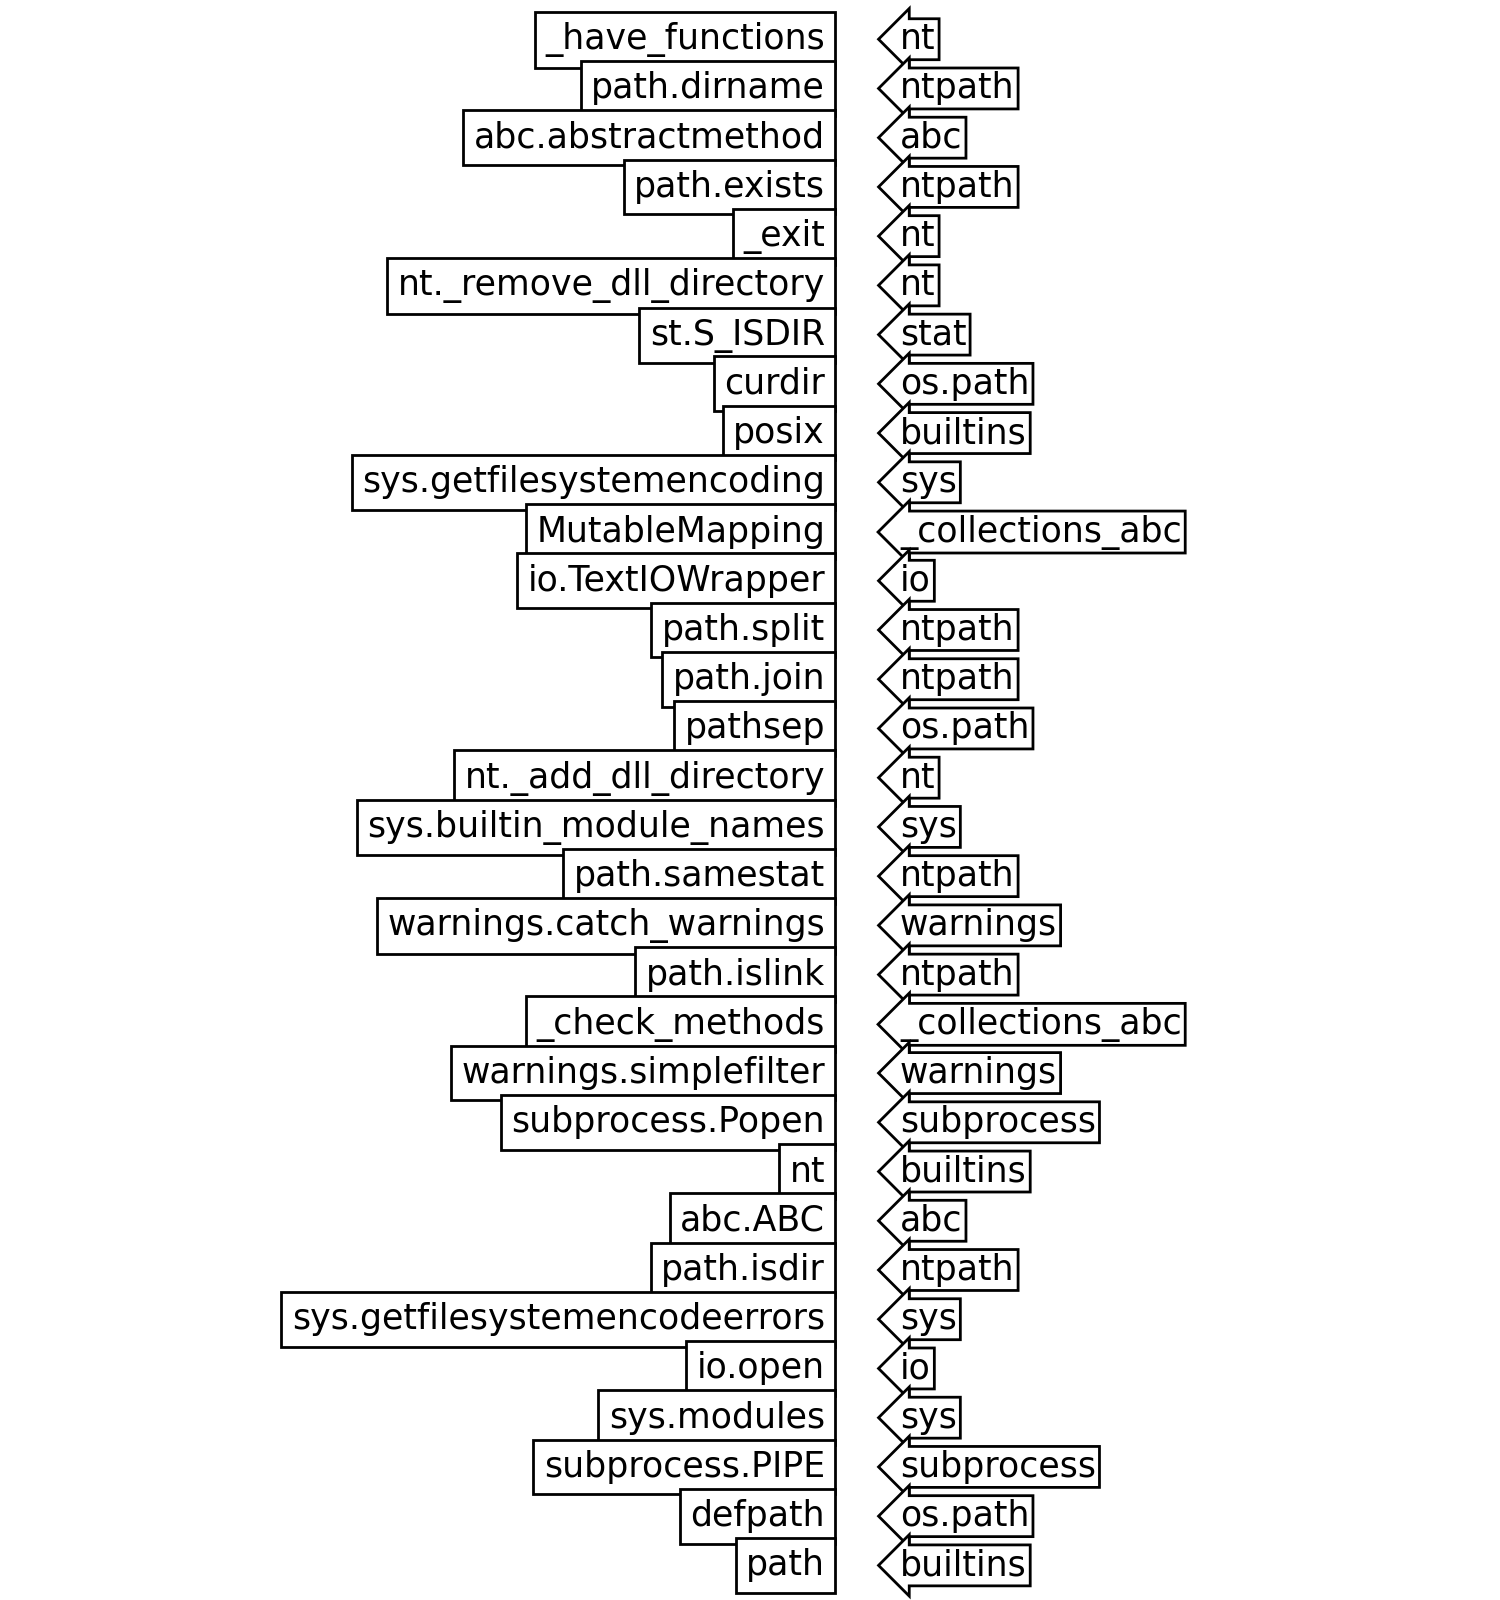 _have_functions nt
path.dirname ntpath
abc.abstractmethod abc
path.exists ntpath
_exit nt
nt._remove_dll_directory nt
st.S_ISDIR stat
curdir os.path
posix builtins
sys.getfilesystemencoding sys
MutableMapping _collections_abc
io.TextIOWrapper io
path.split ntpath
path.join ntpath
pathsep os.path
nt._add_dll_directory nt
sys.builtin_module_names sys
path.samestat ntpath
warnings.catch_warnings warnings
path.islink ntpath
_check_methods _collections_abc
warnings.simplefilter warnings
subprocess.Popen subprocess
nt builtins
abc.ABC abc
path.isdir ntpath
sys.getfilesystemencodeerrors sys
io.open io
sys.modules sys
subprocess.PIPE subprocess
defpath os.path
path builtins